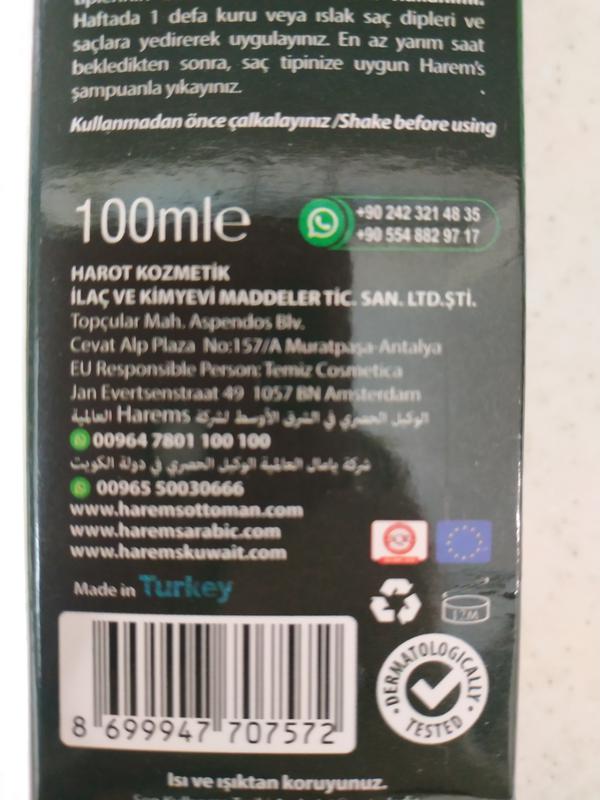 Haftada 1 defa kuru veya ıslak saç dipleri ve
saçlara yedirerek uygulayınız. En az yarım saat
bekledikten sonra, saç tipinize uygun Harem's
şampuanla yıkayınız.
Kullanmadan önce çalkalayınız /Shake before using
100mle
+90 242 321 48 35
+90 554 882 97 17
HAROT KOZMETİK
İLAÇ VE KİMYEVİ MADDELER TİC. SAN. LTD.ŞTİ.
Topçular Mah. Aspendos Blv.
Cevat Alp Plaza No:157/A Muratpaşa-Antalya
EU Responsible Person: Temiz Cosmetica
Jan Evertsenstraat 49 1057 BN Amsterdam
الوكيل الحصري في الشرق الأوسط لشركة Harems العالمية
00964 7801 100 100
شركة يامال العالمية الوكيل الحصري في دولة الكويت
00965 50030666
www.haremsottoman.com
www.haremsarabic.com
www.haremskuwait.com
Made in Turkey
12M
DERMATOLOGICALLY
TESTED
8 699947 707572
Isı ve ışıktan koruyunuz.